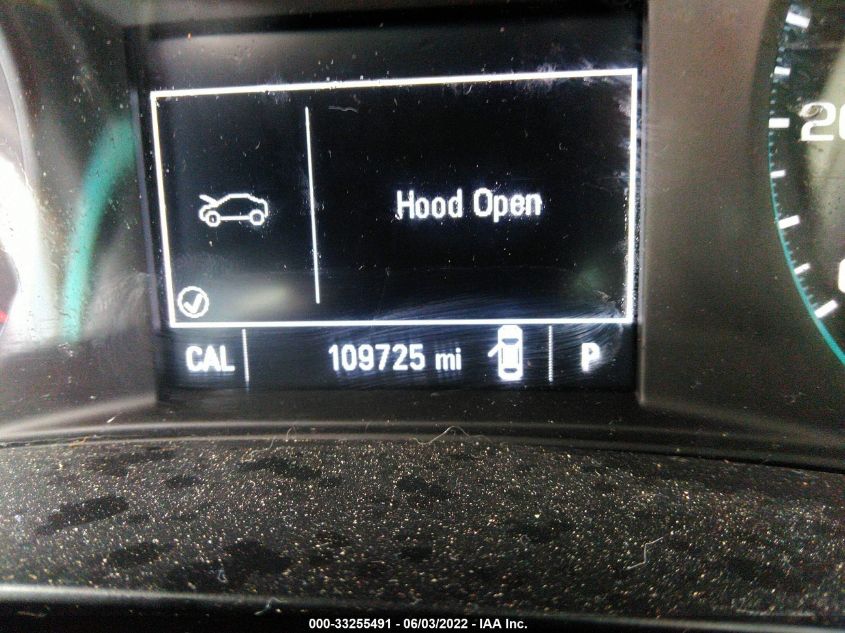 Hood Open
CAL 109725 mi P
000-33255491 - 06/03/2022 - IAA Inc.